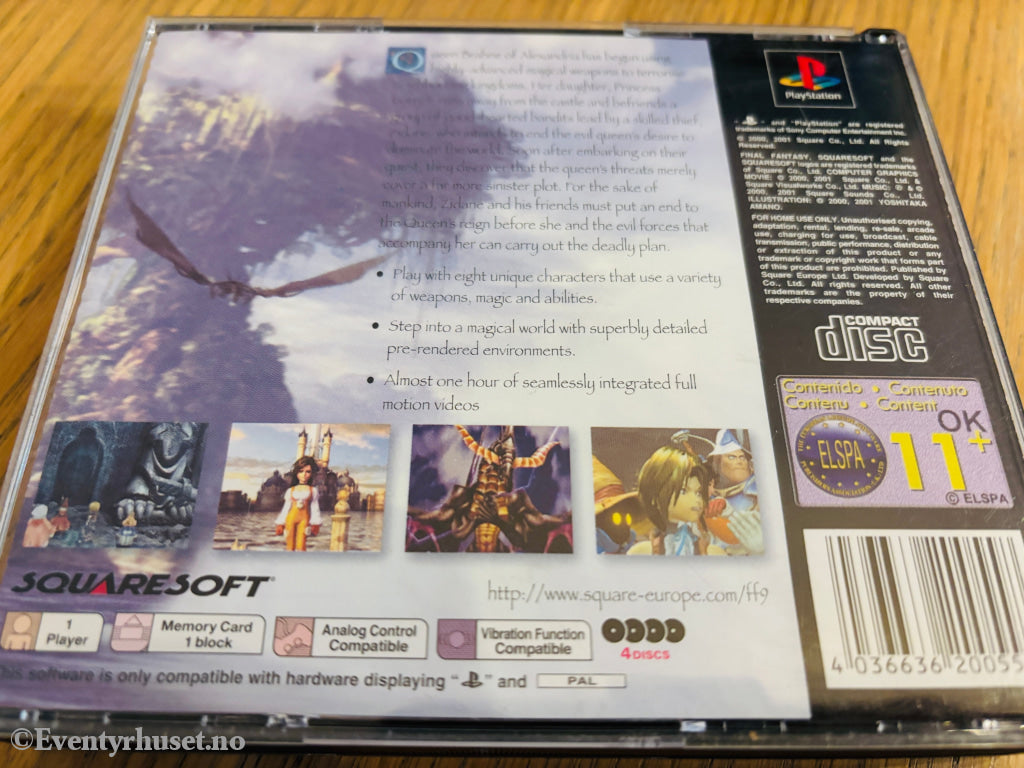 Queen Brahne of Alexandria has begun using
highly-advanced magical weapons to terrorise
kingdoms. Her daughter, Princess
away from the castle and befriends a
hearted bandits lead by a skilled thief,
to end the evil queen's desire to
dominate the world. Soon after embarking on their
quest, they discover that the queen's threats merely
cover a far more sinister plot. For the sake of
mankind, Zidane and his friends must put an end to
the Queen's reign before she and the evil forces that
accompany her can carry out the deadly plan.
• Play with eight unique characters that use a variety
of weapons, magic and abilities.
• Step into a magical world with superbly detailed
pre-rendered environments.
• Almost one hour of seamlessly integrated full
motion videos
SQUARESOFT
http://www.square-europe.com/ff9
1
Player
Memory Card
1 block
Analog Control
Compatible
Vibration Function
Compatible
4 DISCS
This software is only compatible with hardware displaying " " and PAL
PlayStation
and "PlayStation" are registered
trademarks of Sony Computer Entertainment Inc.
© 2000, 2001 Square Co., Ltd. All Rights
Reserved.
FINAL FANTASY, SQUARESOFT and the
SQUARESOFT logos are registered trademarks
of Square Co., Ltd. COMPUTER GRAPHICS
MOVIE: © 2000, 2001 Square Co., Ltd. &
Square Visualworks Co., Ltd. MUSIC: ℗ & ©
2000, 2001 Square Sounds Co., Ltd.
ILLUSTRATION: © 2000, 2001 YOSHITAKA
AMANO.
FOR HOME USE ONLY. Unauthorised copying,
adaptation, rental, lending, re-sale, arcade
use, charging for use, broadcast, cable
transmission, public performance, distribution
or extraction of this product or any
trademark or copyright work that forms part
of this product are prohibited. Published by
Square Europe Ltd. Developed by Square
Co., Ltd. All rights reserved. All other
trademarks are the property of their
respective companies.
COMPACT
disc
Contenido • Contenuto
Contenu • Content
OK
ELSPA
11+
© ELSPA
4 036636 20055
©Eventyrhuset.no